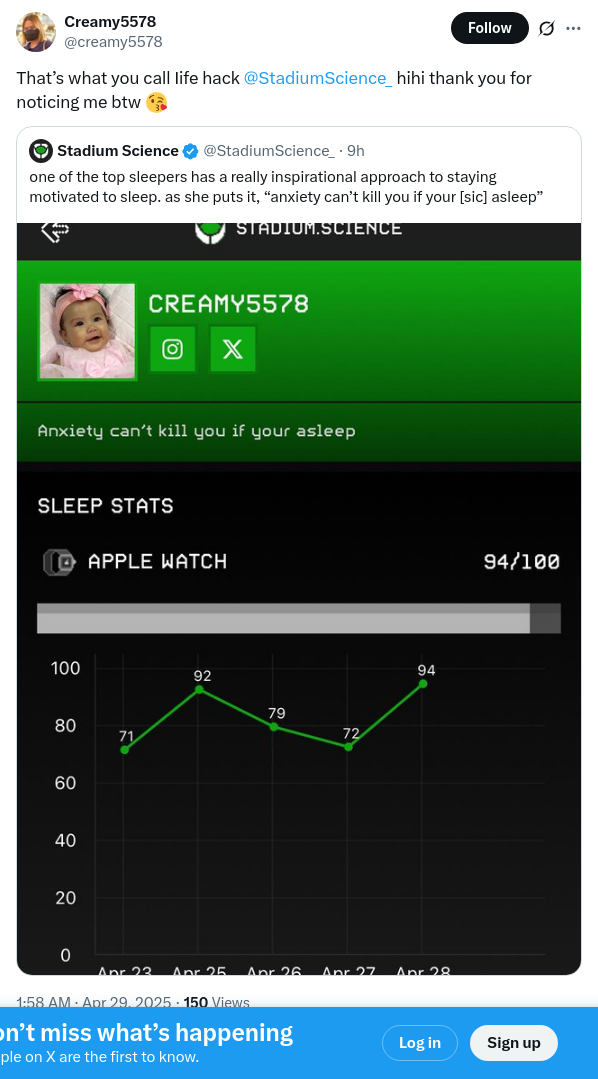 Creamy5578
@creamy5578
Follow
That’s what you call life hack @StadiumScience_ hihi thank you for
noticing me btw 😘
Stadium Science @StadiumScience_ · 9h
one of the top sleepers has a really inspirational approach to staying
motivated to sleep. as she puts it, “anxiety can’t kill you if your [sic] asleep”
STADIUM.SCIENCE
CREAMY5578
Anxiety can’t kill you if your asleep
SLEEP STATS
APPLE WATCH 94/100
100
80
60
40
20
0
71
92
79
72
94
Apr 23 Apr 25 Apr 26 Apr 27 Apr 28
1:58 AM · Apr 29, 2025 · 150 Views
on’t miss what’s happening
ple on X are the first to know.
Log in
Sign up